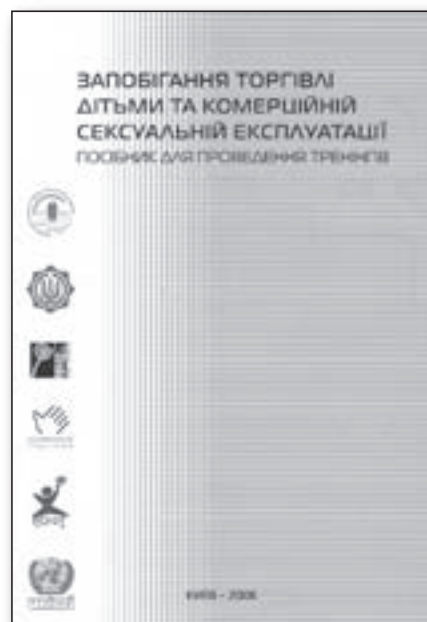 ЗАПОБІГАННЯ ТОРГІВЛІ
ДІТЬМИ ТА КОМЕРЦІЙНІЙ
СЕКСУАЛЬНІЙ ЕКСПЛУАТАЦІЇ
ПОСІБНИК ДЛЯ ПРОВЕДЕННЯ ТРЕНІНГІВ
КИЇВ – 2006